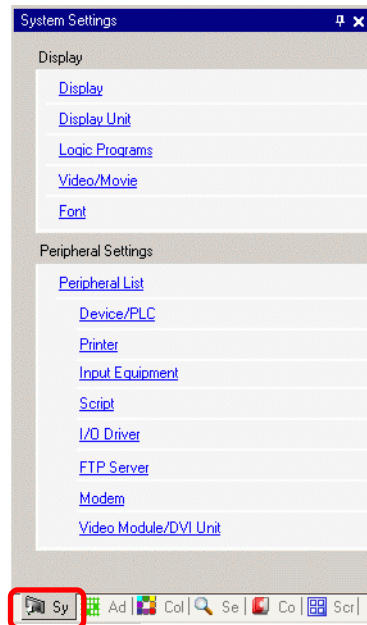 System Settings
Display
Display
Display Unit
Logic Programs
Video/Movie
Font
Peripheral Settings
Peripheral List
Device/PLC
Printer
Input Equipment
Script
I/O Driver
FTP Server
Modem
Video Module/DVI Unit
Sy Ad Col Se Co Scr